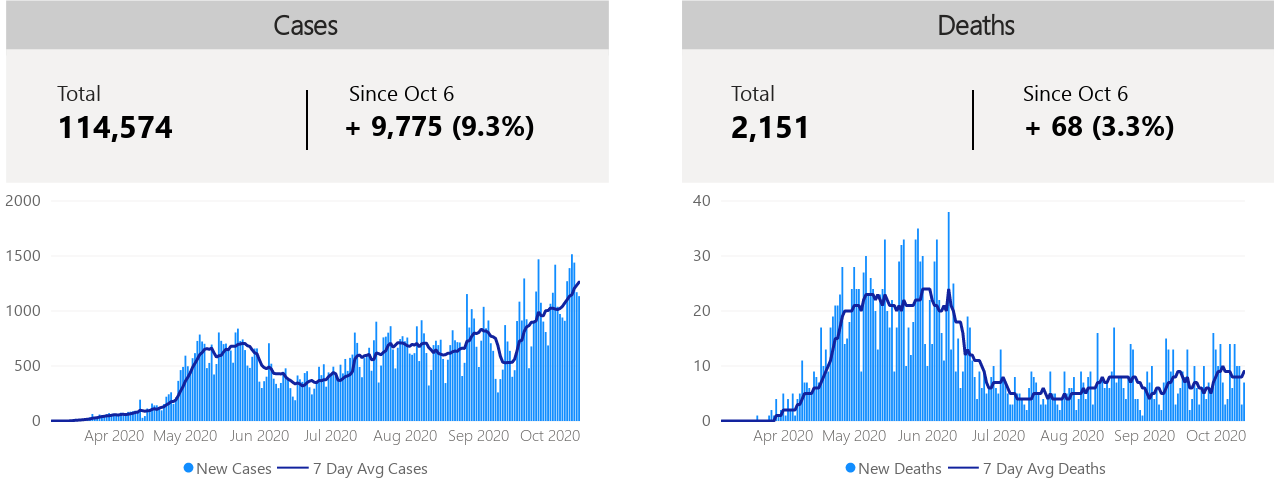 Cases
Total
114,574
Since Oct 6
+ 9,775 (9.3%)
2000
1500
1000
500
0
Apr 2020 May 2020 Jun 2020 Jul 2020 Aug 2020 Sep 2020 Oct 2020
New Cases 7 Day Avg Cases
Deaths
Total
2,151
Since Oct 6
+ 68 (3.3%)
40
30
20
10
0
Apr 2020 May 2020 Jun 2020 Jul 2020 Aug 2020 Sep 2020 Oct 2020
New Deaths 7 Day Avg Deaths